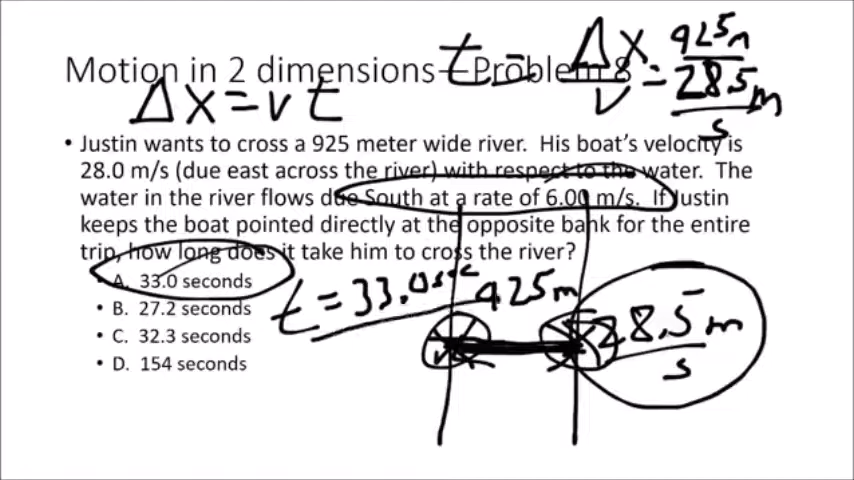 Motion in 2 dimensions – Problem 8
t = Δx / v = 925 m / 28.5 m/s
Δx = v t
• Justin wants to cross a 925 meter wide river. His boat's velocity is
28.0 m/s (due east across the river) with respect to the water. The
water in the river flows due South at a rate of 6.00 m/s. If Justin
keeps the boat pointed directly at the opposite bank for the entire
trip, how long does it take him to cross the river?
• A. 33.0 seconds
• B. 27.2 seconds
• C. 32.3 seconds
• D. 154 seconds
t = 33.0 sec
925 m
28.5 m/s